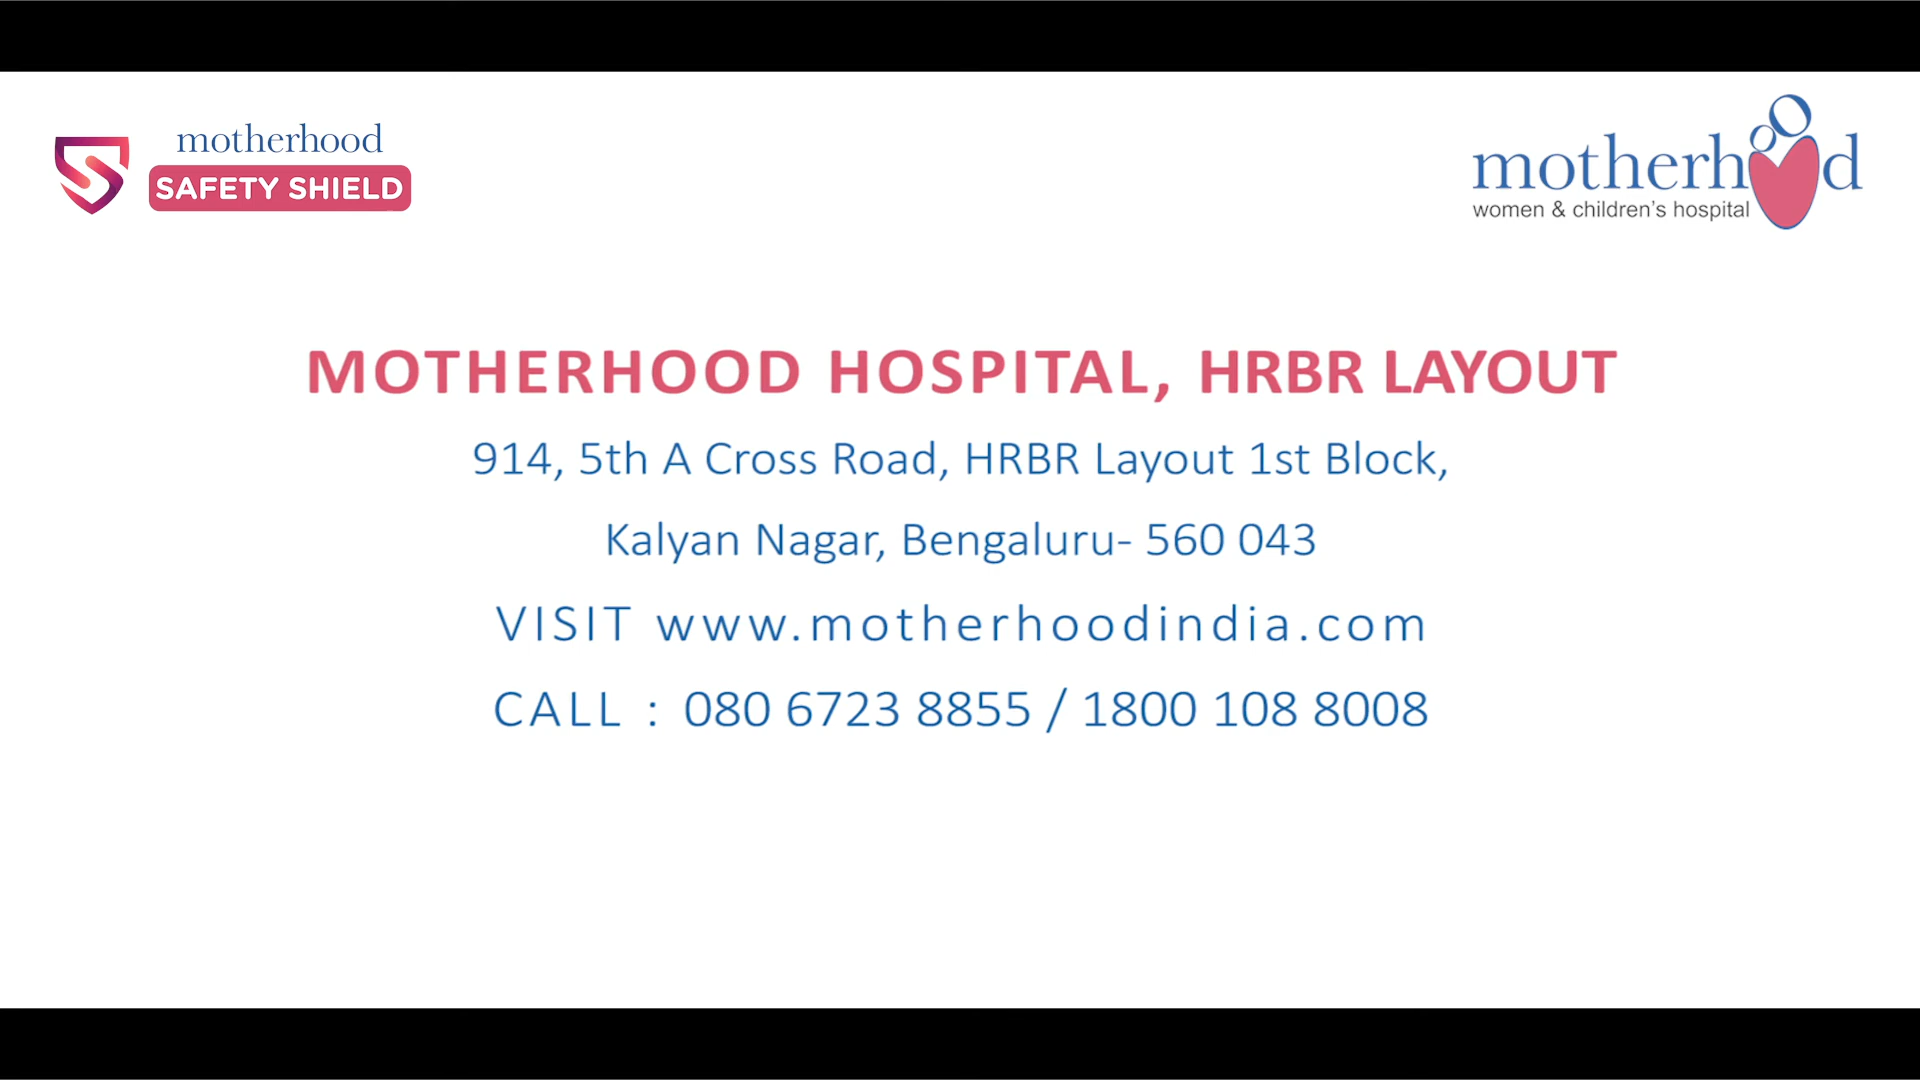 motherhood
SAFETY SHIELD
motherhood
women & children's hospital
MOTHERHOOD HOSPITAL, HRBR LAYOUT
914, 5th A Cross Road, HRBR Layout 1st Block,
Kalyan Nagar, Bengaluru- 560 043
VISIT www.motherhoodindia.com
CALL : 080 6723 8855 / 1800 108 8008